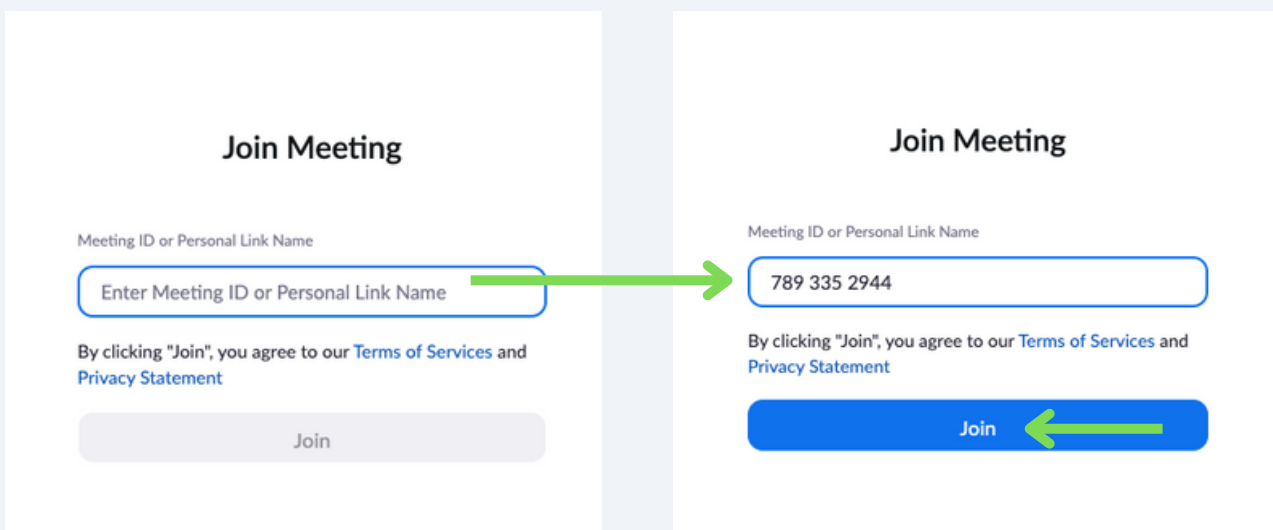 Join Meeting
Meeting ID or Personal Link Name
Enter Meeting ID or Personal Link Name
By clicking "Join", you agree to our Terms of Services and
Privacy Statement
Join
Join Meeting
Meeting ID or Personal Link Name
789 335 2944
By clicking "Join", you agree to our Terms of Services and
Privacy Statement
Join